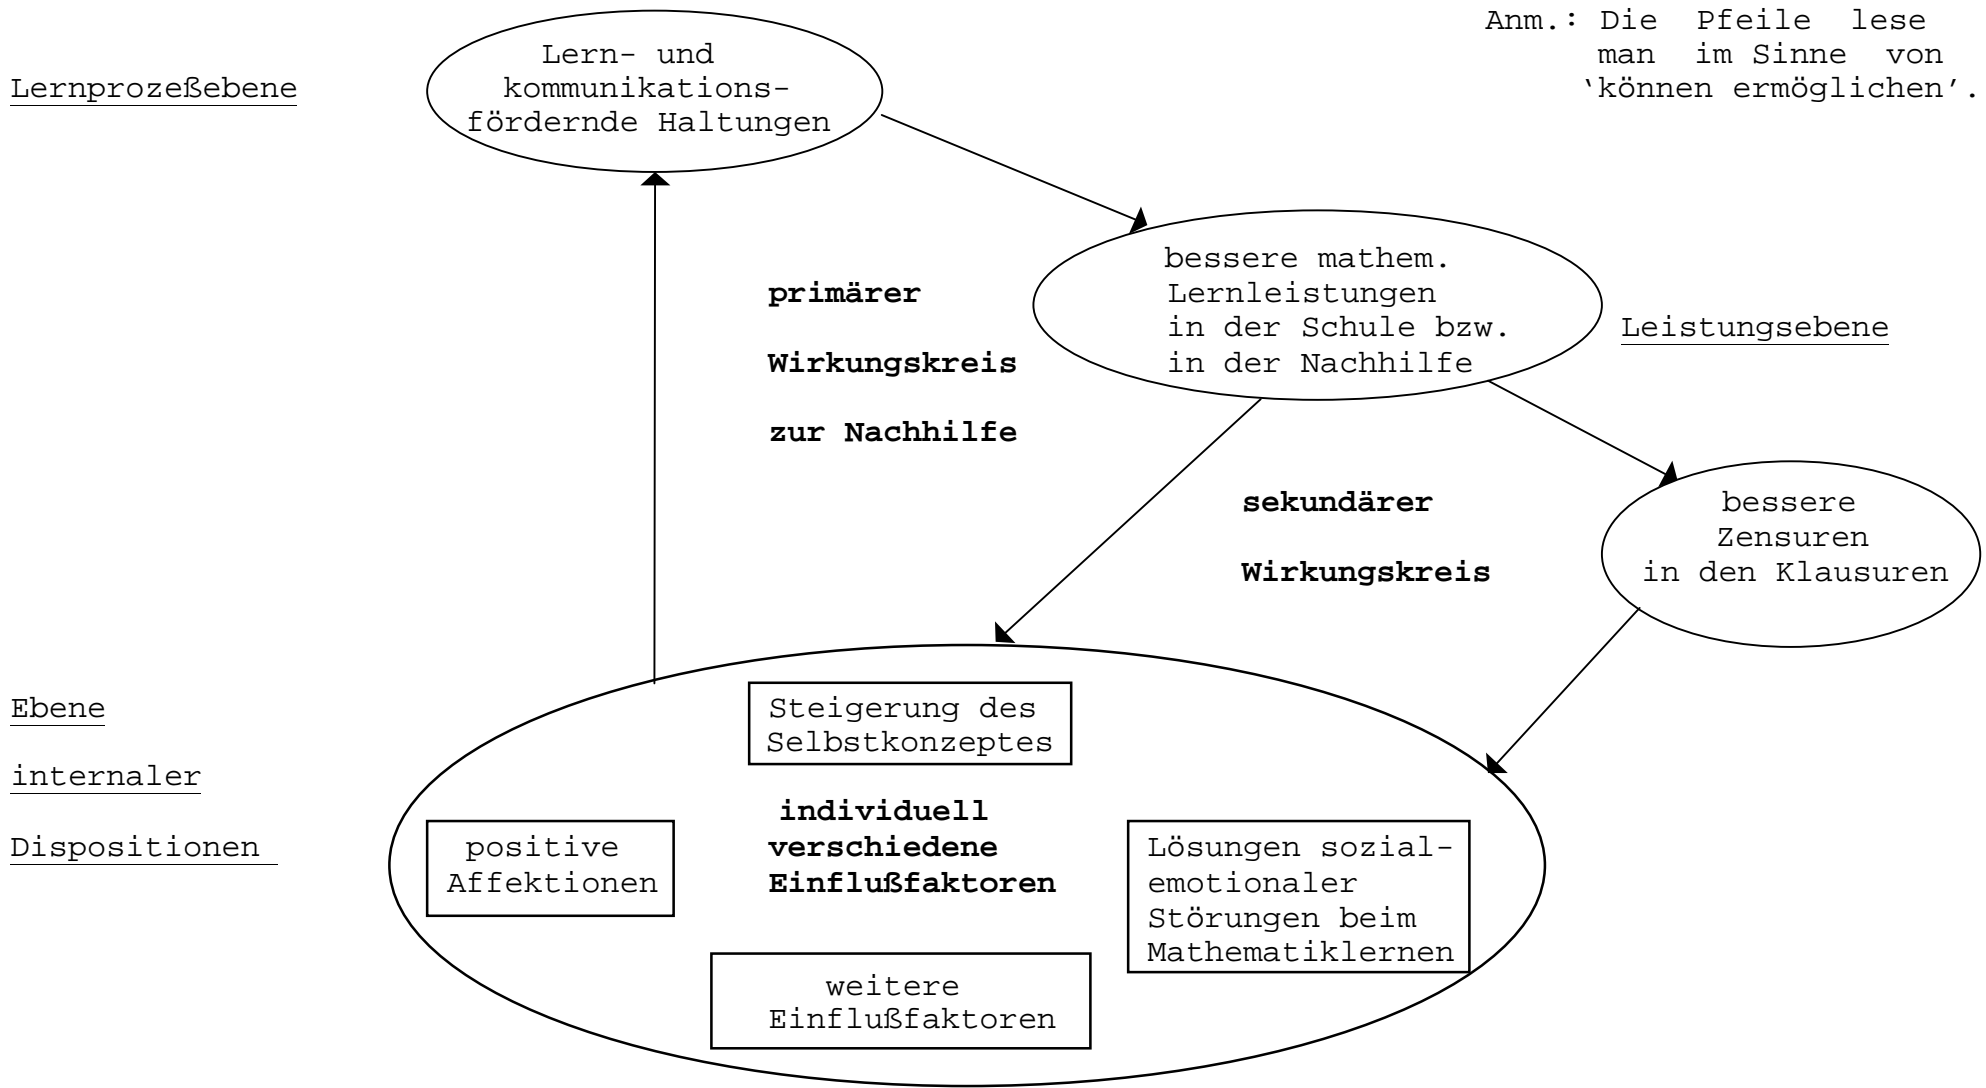 Anm.: Die Pfeile lese
man im Sinne von
‘können ermöglichen’.
Lernprozeßebene
Lern- und
kommunikations-
fördernde Haltungen
primärer
Wirkungskreis
zur Nachhilfe
bessere mathem.
Lernleistungen
in der Schule bzw.
in der Nachhilfe
Leistungsebene
sekundärer
Wirkungskreis
bessere
Zensuren
in den Klausuren
Ebene
internaler
Dispositionen
Steigerung des
Selbstkonzeptes
positive
Affektionen
individuell
verschiedene
Einflußfaktoren
Lösungen sozial-
emotionaler
Störungen beim
Mathematiklernen
weitere
Einflußfaktoren